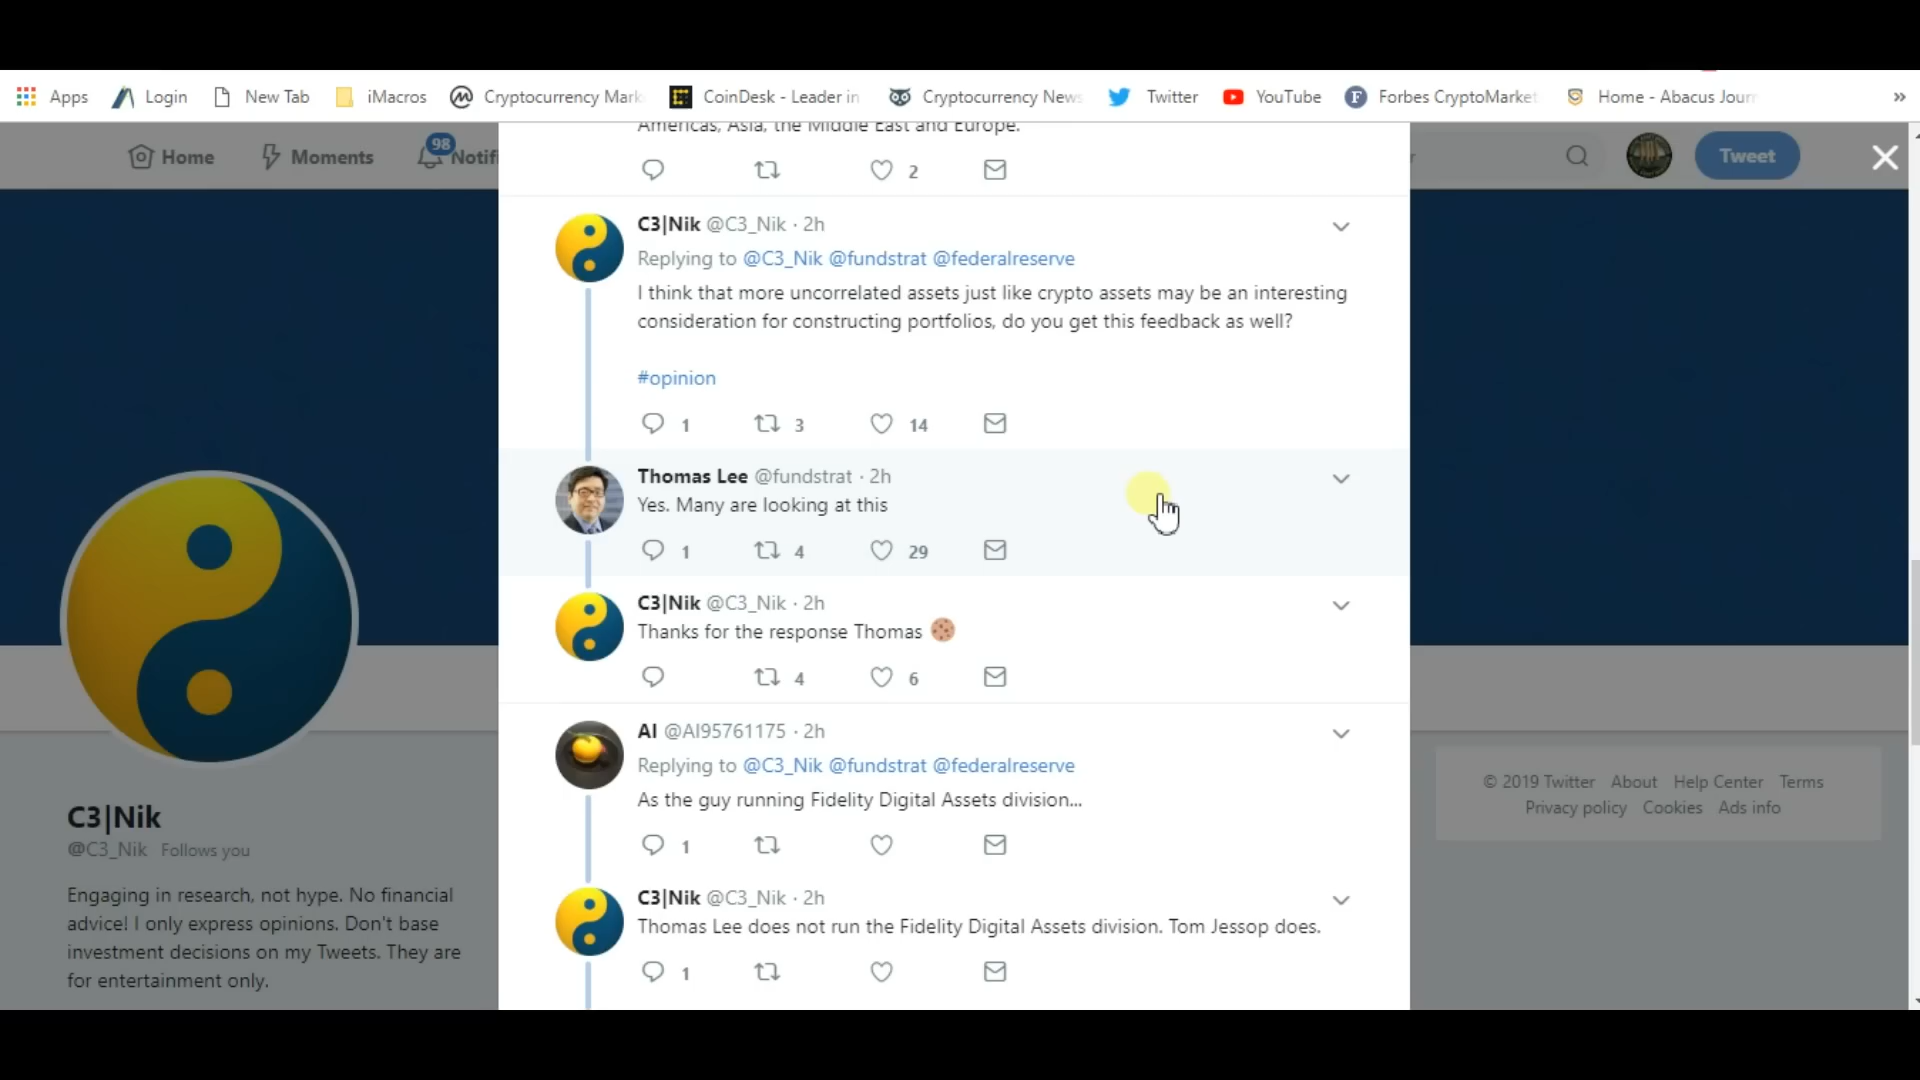 Apps Login New Tab iMacros Cryptocurrency Mark CoinDesk - Leader in Cryptocurrency News Twitter YouTube Forbes CryptoMarket Home - Abacus Jour »
Home Moments 98 Notifi Tweet
Americas, Asia, the Middle East and Europe.
2
C3|Nik @C3_Nik · 2h
Replying to @C3_Nik @fundstrat @federalreserve
I think that more uncorrelated assets just like crypto assets may be an interesting
consideration for constructing portfolios, do you get this feedback as well?
#opinion
1 3 14
Thomas Lee @fundstrat · 2h
Yes. Many are looking at this
1 4 29
C3|Nik @C3_Nik · 2h
Thanks for the response Thomas
4 6
AI @AI95761175 · 2h
Replying to @C3_Nik @fundstrat @federalreserve
As the guy running Fidelity Digital Assets division...
1
C3|Nik @C3_Nik · 2h
Thomas Lee does not run the Fidelity Digital Assets division. Tom Jessop does.
1
C3|Nik
@C3_Nik Follows you
Engaging in research, not hype. No financial
advice! I only express opinions. Don't base
investment decisions on my Tweets. They are
for entertainment only.
© 2019 Twitter About Help Center Terms
Privacy policy Cookies Ads info